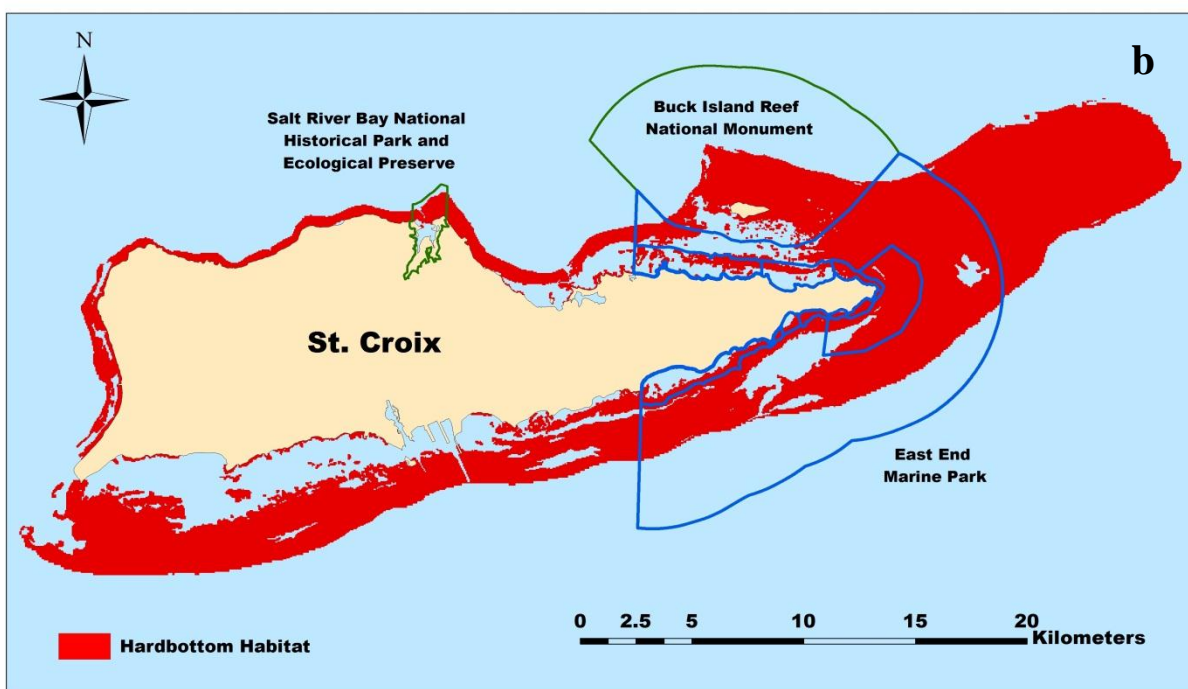 N
b
Salt River Bay National
Historical Park and
Ecological Preserve
Buck Island Reef
National Monument
St. Croix
East End
Marine Park
Hardbottom Habitat
0 2.5 5 10 15 20
Kilometers